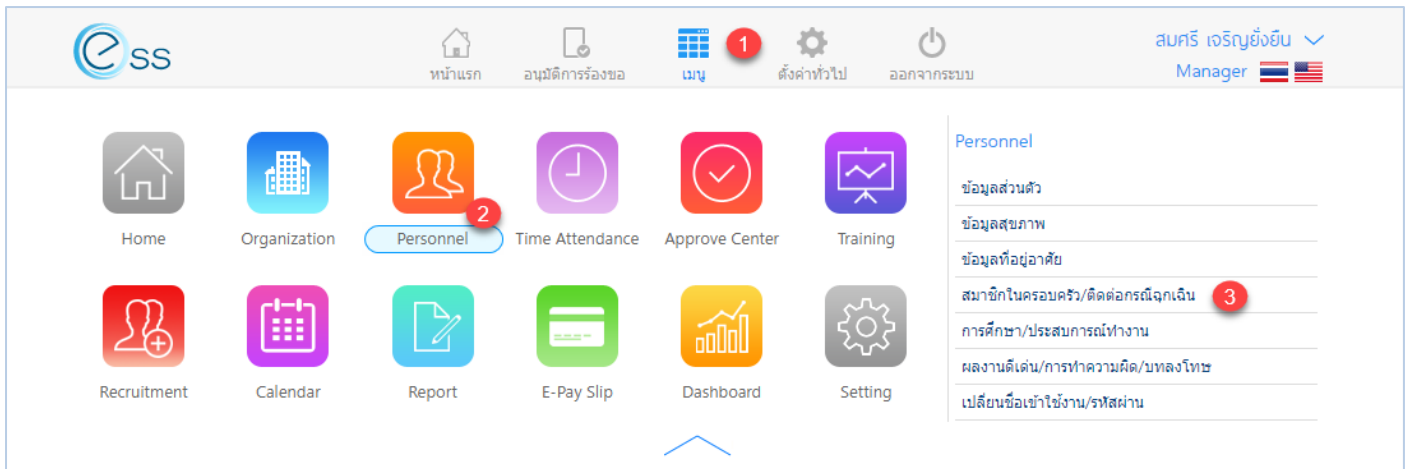 ess
หน้าแรก
อนุมัติการร้องขอ
เมนู
1
ตั้งค่าทั่วไป
ออกจากระบบ
สมศรี เจริญยั่งยืน
Manager
2
Home
Organization
Personnel
Time Attendance
Approve Center
Training
Recruitment
Calendar
Report
E-Pay Slip
Dashboard
Setting
Personnel
ข้อมูลส่วนตัว
ข้อมูลสุขภาพ
ข้อมูลที่อยู่อาศัย
สมาชิกในครอบครัว/ติดต่อกรณีฉุกเฉิน 3
การศึกษา/ประสบการณ์ทำงาน
ผลงานดีเด่น/การทำความผิด/บทลงโทษ
เปลี่ยนชื่อเข้าใช้งาน/รหัสผ่าน